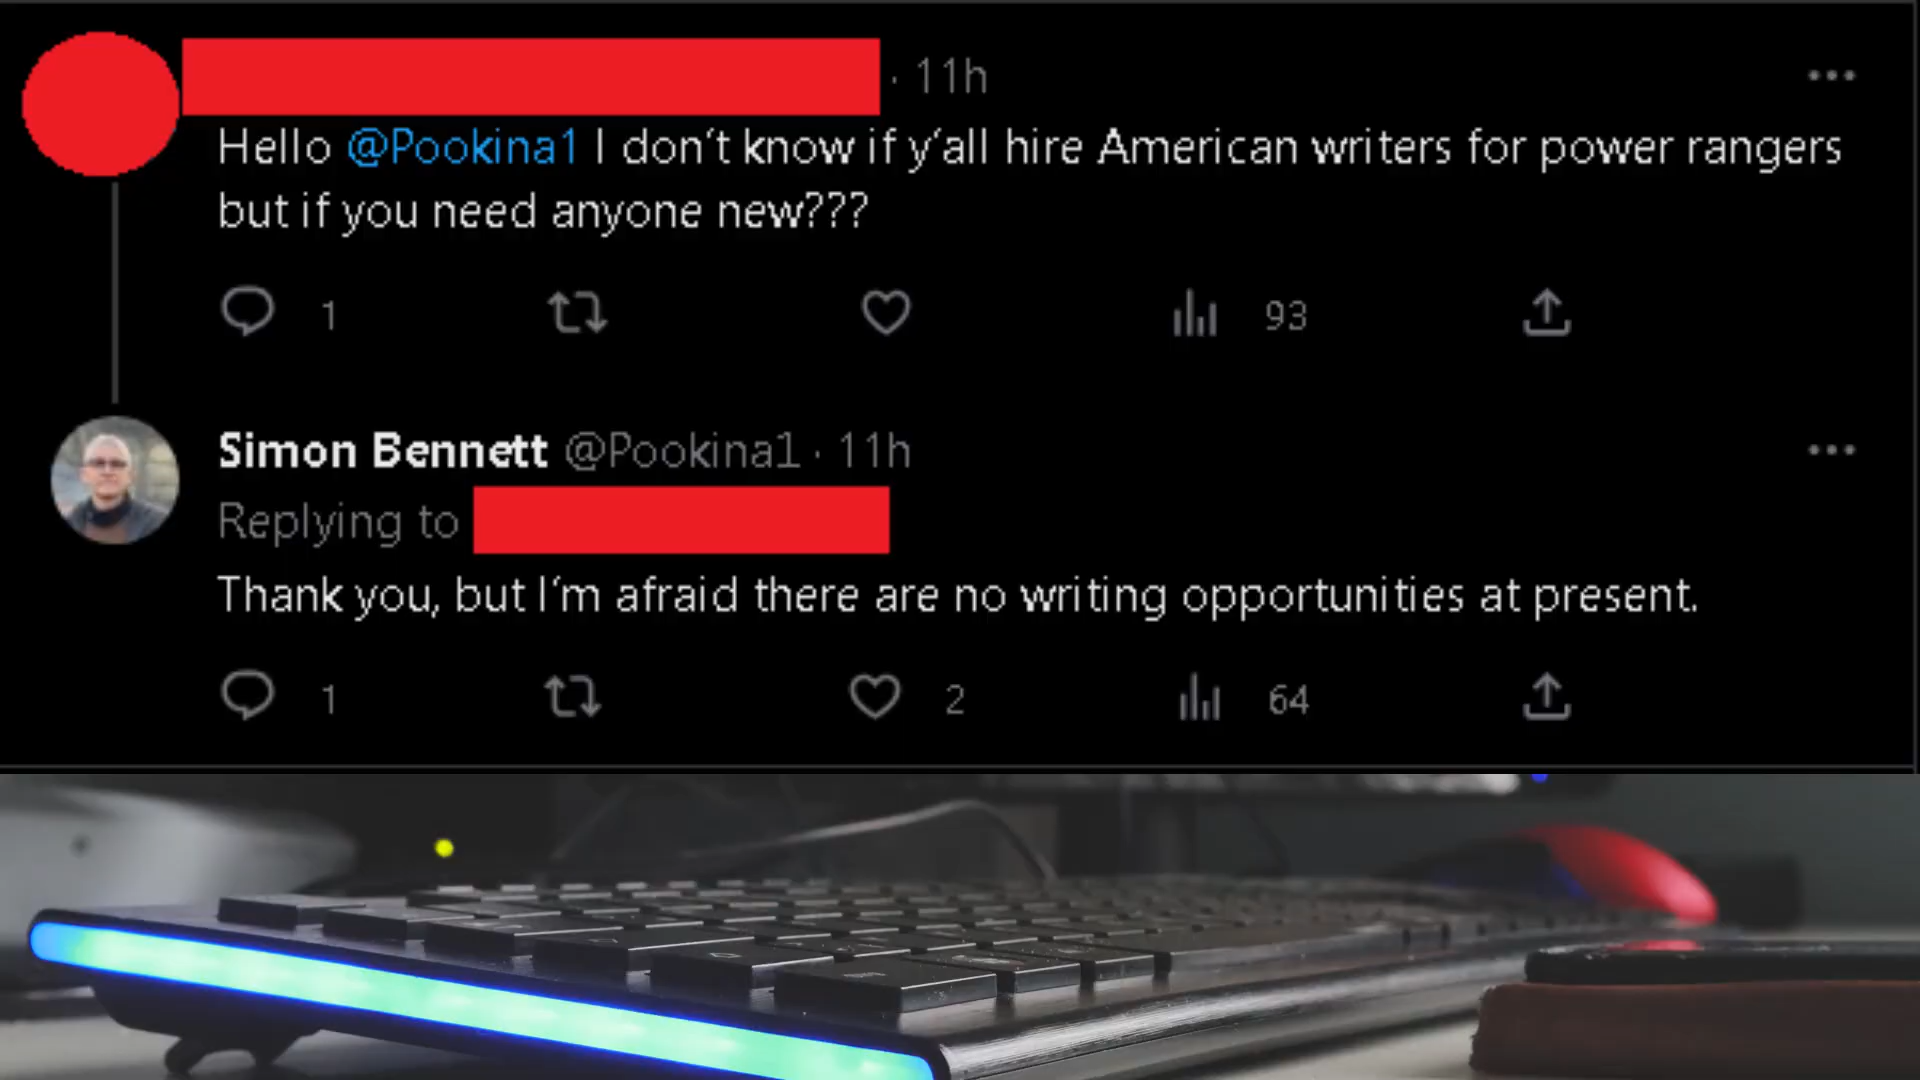 · 11h
Hello @Pookina1 I don't know if y'all hire American writers for power rangers
but if you need anyone new???
1 93
Simon Bennett @Pookina1 · 11h
Replying to
Thank you, but I'm afraid there are no writing opportunities at present.
1 2 64